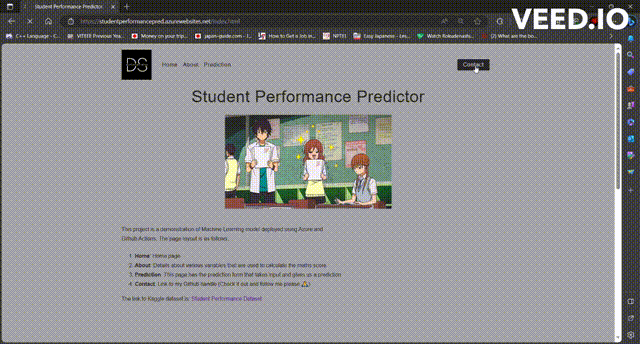 Student Performance Predictor
VEED.IO
https://studentperformancepred.azurewebsites.net/index.html
C++ Language - C
VITEEE Previous Year
Money on your trip
japan-guide.com - J
How to Get a Job in
NPTEL
Easy Japanese - Les
Watch Rokudenashi
(2) What are the bo
DS
Home About Prediction
Contact
Student Performance Predictor
This project is a demonstration of Machine Learning model deployed using Azure and
Github Actions. The page layout is as follows.
1. Home: Home page
2. About: Details about various variables that are used to calculate the maths score.
3. Prediction: This page has the prediction form that takes input and gives us a prediction
4. Contact: Link to my Github handle (Check it out and follow me please
The link to Kaggle dataset is: Student Performance Dataset